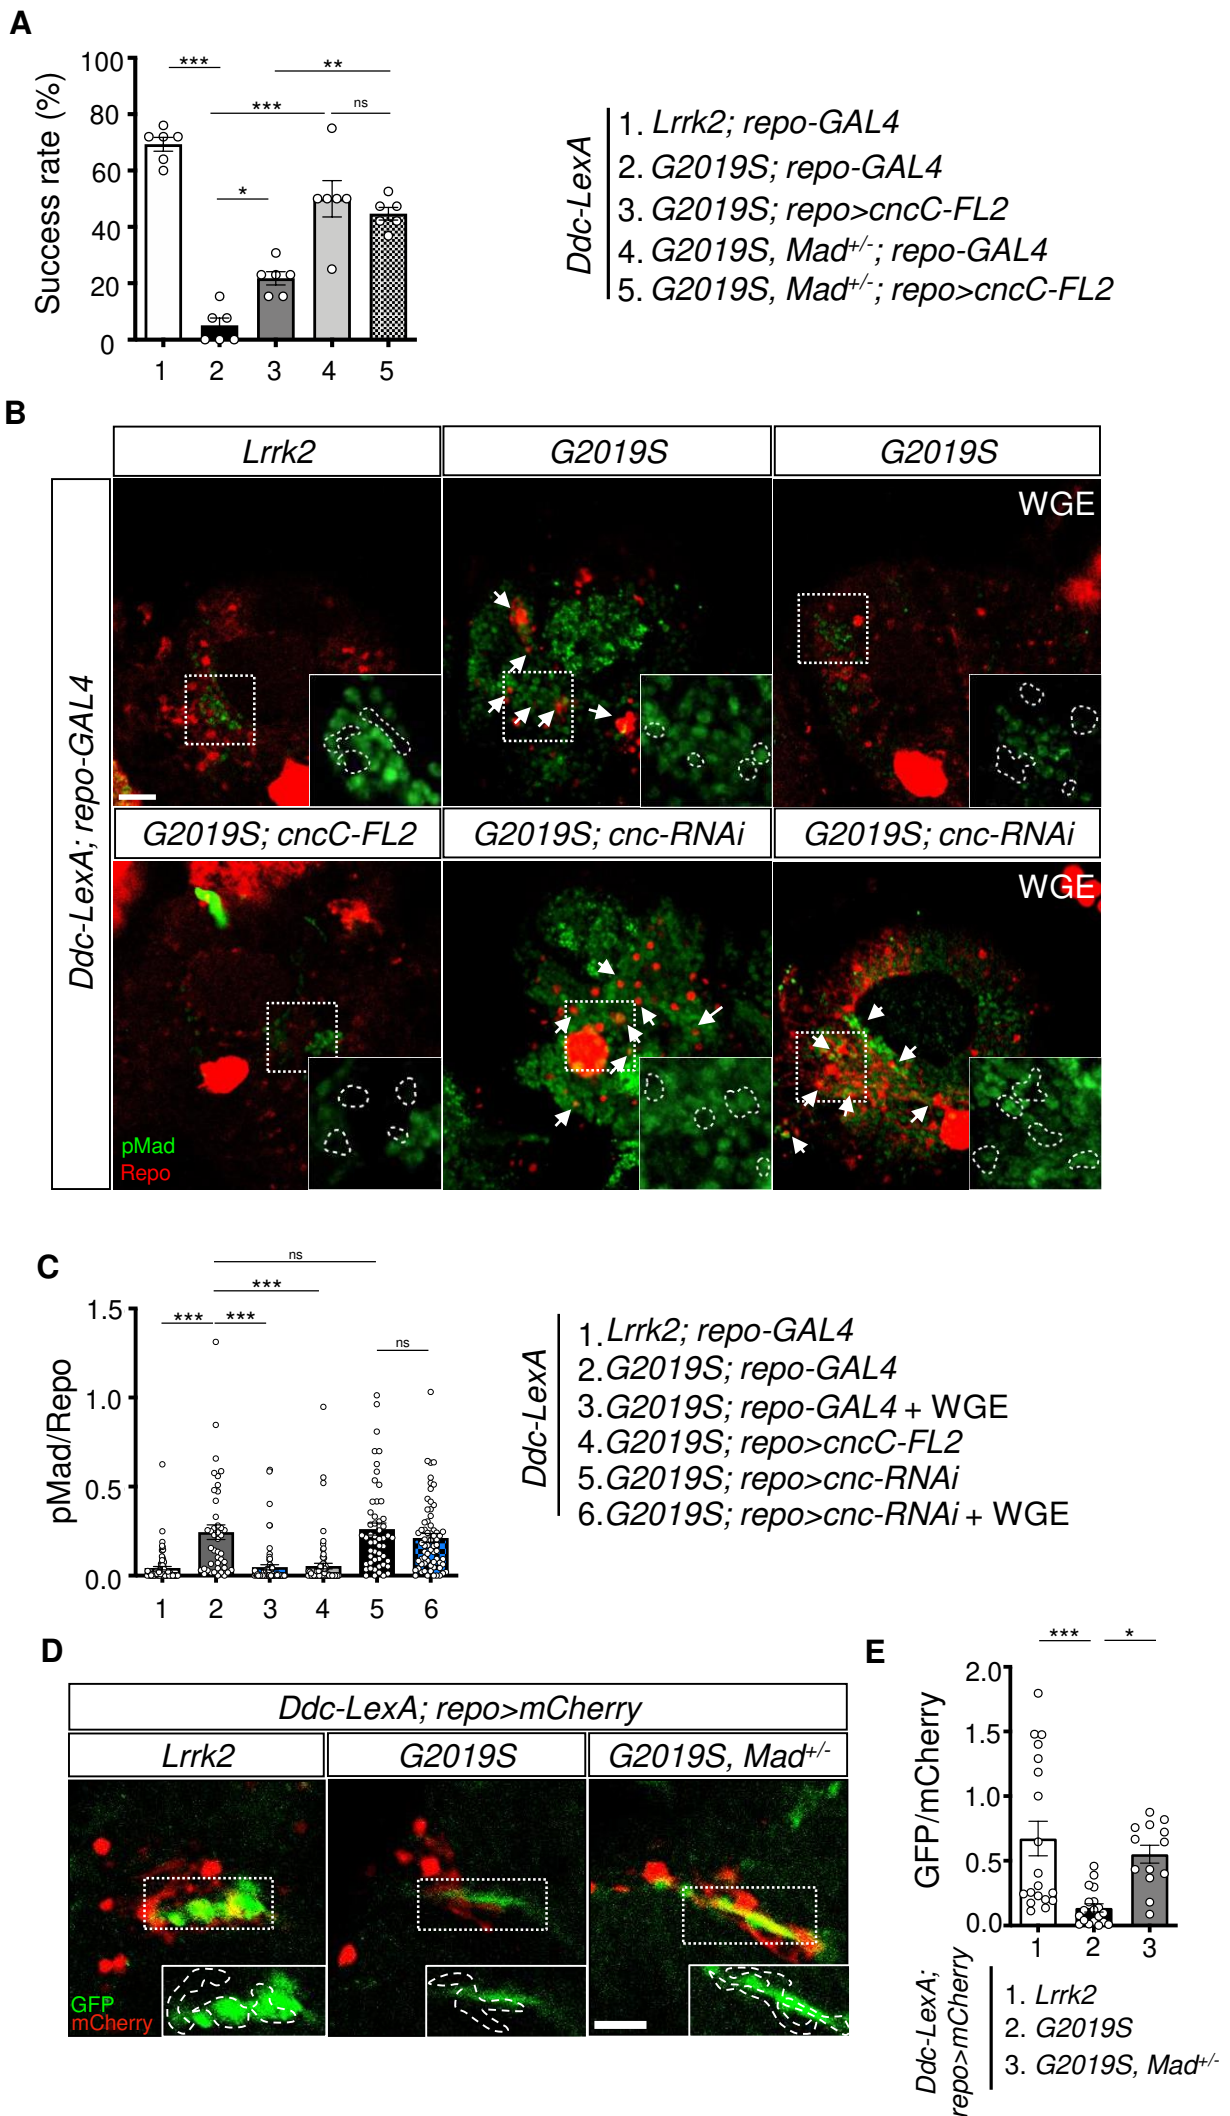 A
Success rate (%)
100
80
60
40
20
0
***
**
***
ns
*
1 2 3 4 5
Ddc-LexA
1. Lrrk2; repo-GAL4
2. G2019S; repo-GAL4
3. G2019S; repo>cncC-FL2
4. G2019S, Mad+/-; repo-GAL4
5. G2019S, Mad+/-; repo>cncC-FL2
B
Ddc-LexA; repo-GAL4
Lrrk2 G2019S G2019S
WGE
G2019S; cncC-FL2 G2019S; cnc-RNAi G2019S; cnc-RNAi
WGE
pMad
Repo
C
pMad/Repo
1.5
1.0
0.5
0.0
ns
***
*** ***
ns
1 2 3 4 5 6
Ddc-LexA
1. Lrrk2; repo-GAL4
2. G2019S; repo-GAL4
3. G2019S; repo-GAL4 + WGE
4. G2019S; repo>cncC-FL2
5. G2019S; repo>cnc-RNAi
6. G2019S; repo>cnc-RNAi + WGE
D
Ddc-LexA; repo>mCherry
Lrrk2 G2019S G2019S, Mad+/-
GFP
mCherry
E
GFP/mCherry
2.0
1.5
1.0
0.5
0.0
*** *
1 2 3
Ddc-LexA;
repo>mCherry
1. Lrrk2
2. G2019S
3. G2019S, Mad+/-